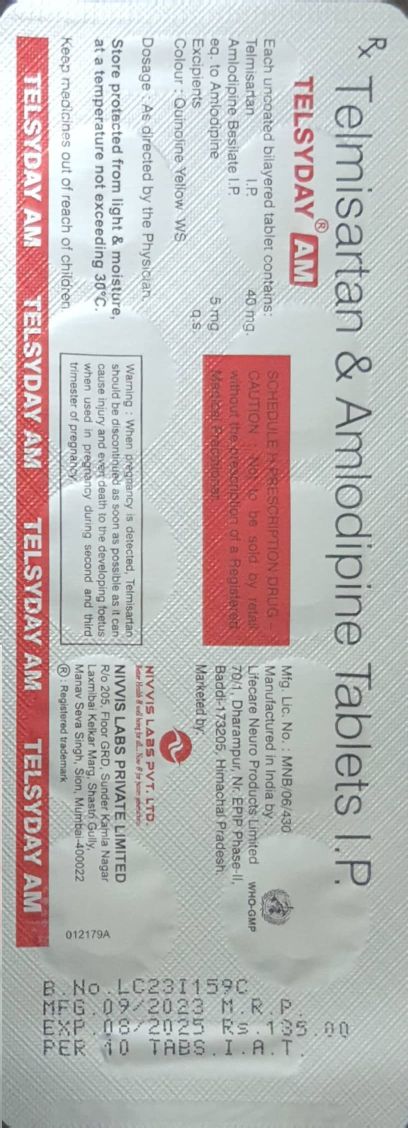 Rx Telmisartan & Amlodipine Tablets I.P.
TELSYDAY® AM
Each uncoated bilayered tablet contains:
Telmisartan I.P. 40 mg.
Amlodipine Besilate I.P.
eq. to Amlodipine 5 mg.
Excipients q.s.
Colour : Quinoline Yellow WS
Dosage : As directed by the Physician.
Store protected from light & moisture,
at a temperature not exceeding 30°C.
Keep medicines out of reach of children.
SCHEDULE H PRESCRIPTION DRUG -
CAUTION : Not to be sold by retail
without the prescription of a Registered
Medical Practitioner.
Warning : When pregnancy is detected, Telmisartan
should be discontinued as soon as possible as it can
cause injury and even death to the developing foetus
when used in pregnancy during second and third
trimester of pregnancy.
Mfg. Lic. No. : MNB/06/430
Manufactured in India by :
Lifecare Neuro Products Limited
70/1, Dharampur, Nr. EPIP Phase-II,
Baddi-173205, Himachal Pradesh.
WHO-GMP
Marketed by:
NIVVIS LABS PVT. LTD.
Better Health & well being for all... Now & for future generations
NIVVIS LABS PRIVATE LIMITED
R/o 205, Floor GRD, Sunder Kamla Nagar
Laxmibai Kelkar Marg, Shastri Gully,
Manav Seva Singh, Sion, Mumbai-400022
® : Registered trademark
012179A
B.No.LC23I159C
MFG.09/2023 M.R.P.
EXP.08/2025 Rs.135.00
PER 10 TABS.I.A.T.
TELSYDAY AM TELSYDAY AM TELSYDAY AM TELSYDAY AM